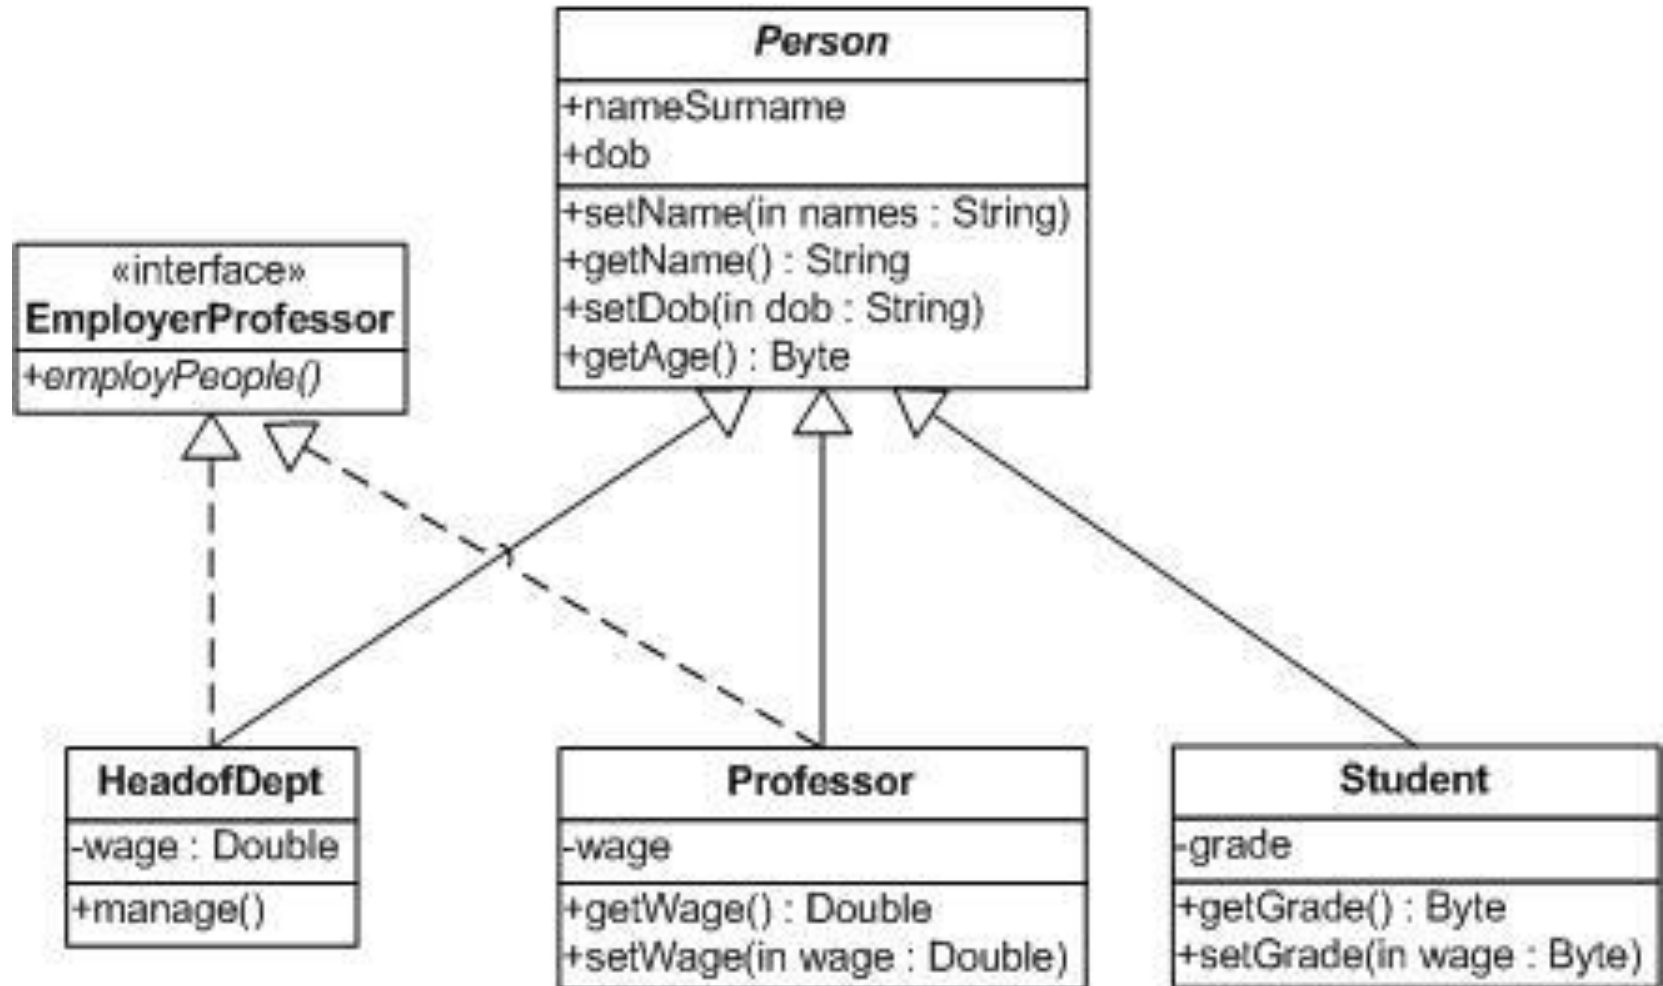 Person
+nameSurname
+dob
+setName(in names : String)
+getName() : String
+setDob(in dob : String)
+getAge() : Byte
«interface»
EmployerProfessor
+employPeople()
HeadofDept
-wage : Double
+manage()
Professor
-wage
+getWage() : Double
+setWage(in wage : Double)
Student
-grade
+getGrade() : Byte
+setGrade(in wage : Byte)